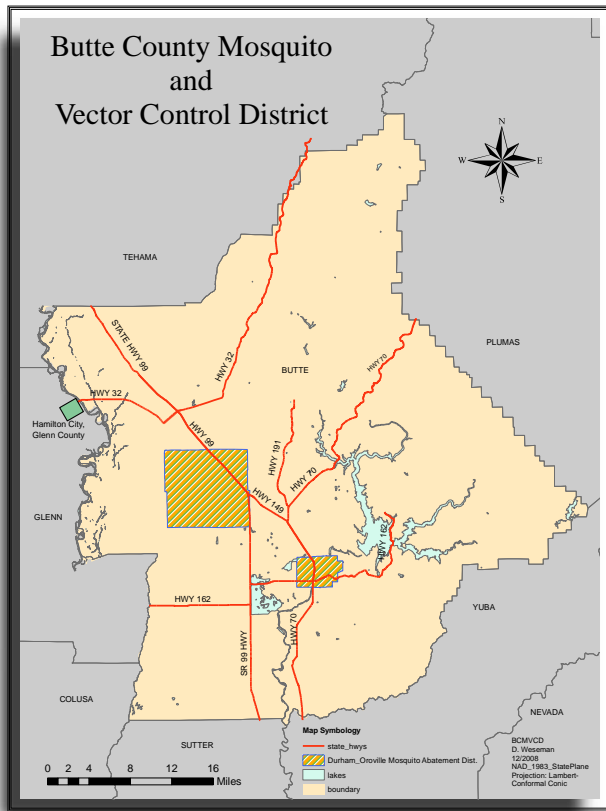 Butte County Mosquito
and
Vector Control District
N
W
E
S
TEHAMA
PLUMAS
STATE HWY 99
HWY 32
HWY 70
BUTTE
HWY 32
Hamilton City,
Glenn County
HWY 99
HWY 191
HWY 70
HWY 149
GLENN
HWY 162
HWY 162
YUBA
HWY70
SR 99 HWY
COLUSA
NEVADA
SUTTER
Map Symbology
state_hwys
Durham_Oroville Mosquito Abatement Dist.
lakes
boundary
BCMVCD
D. Weseman
12/2008
NAD_1983_StatePlane
Projection: Lambert-
Conformal Conic
0 2 4 8 12 16
Miles